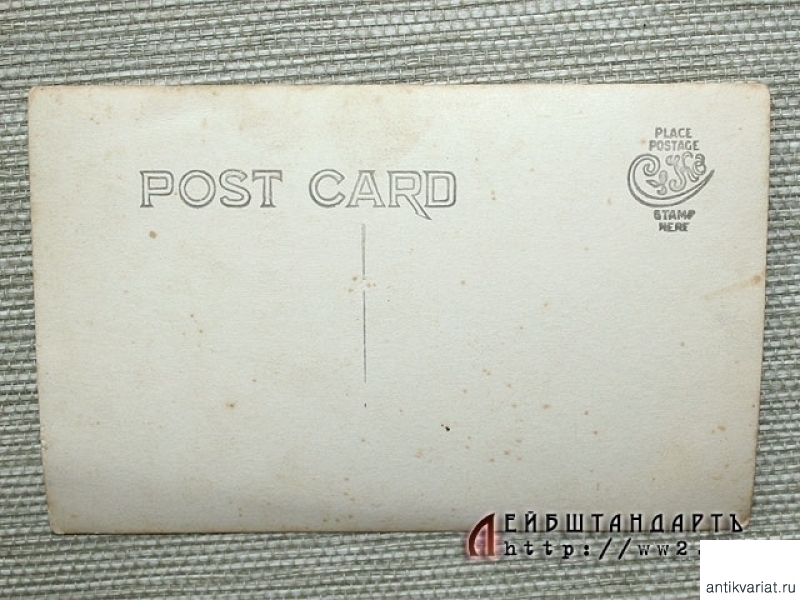 POST CARD
PLACE
POSTAGE
STAMP
HERE
ЛЕЙБШТАНДАРТЪ
http://ww2.
antikvariat.ru